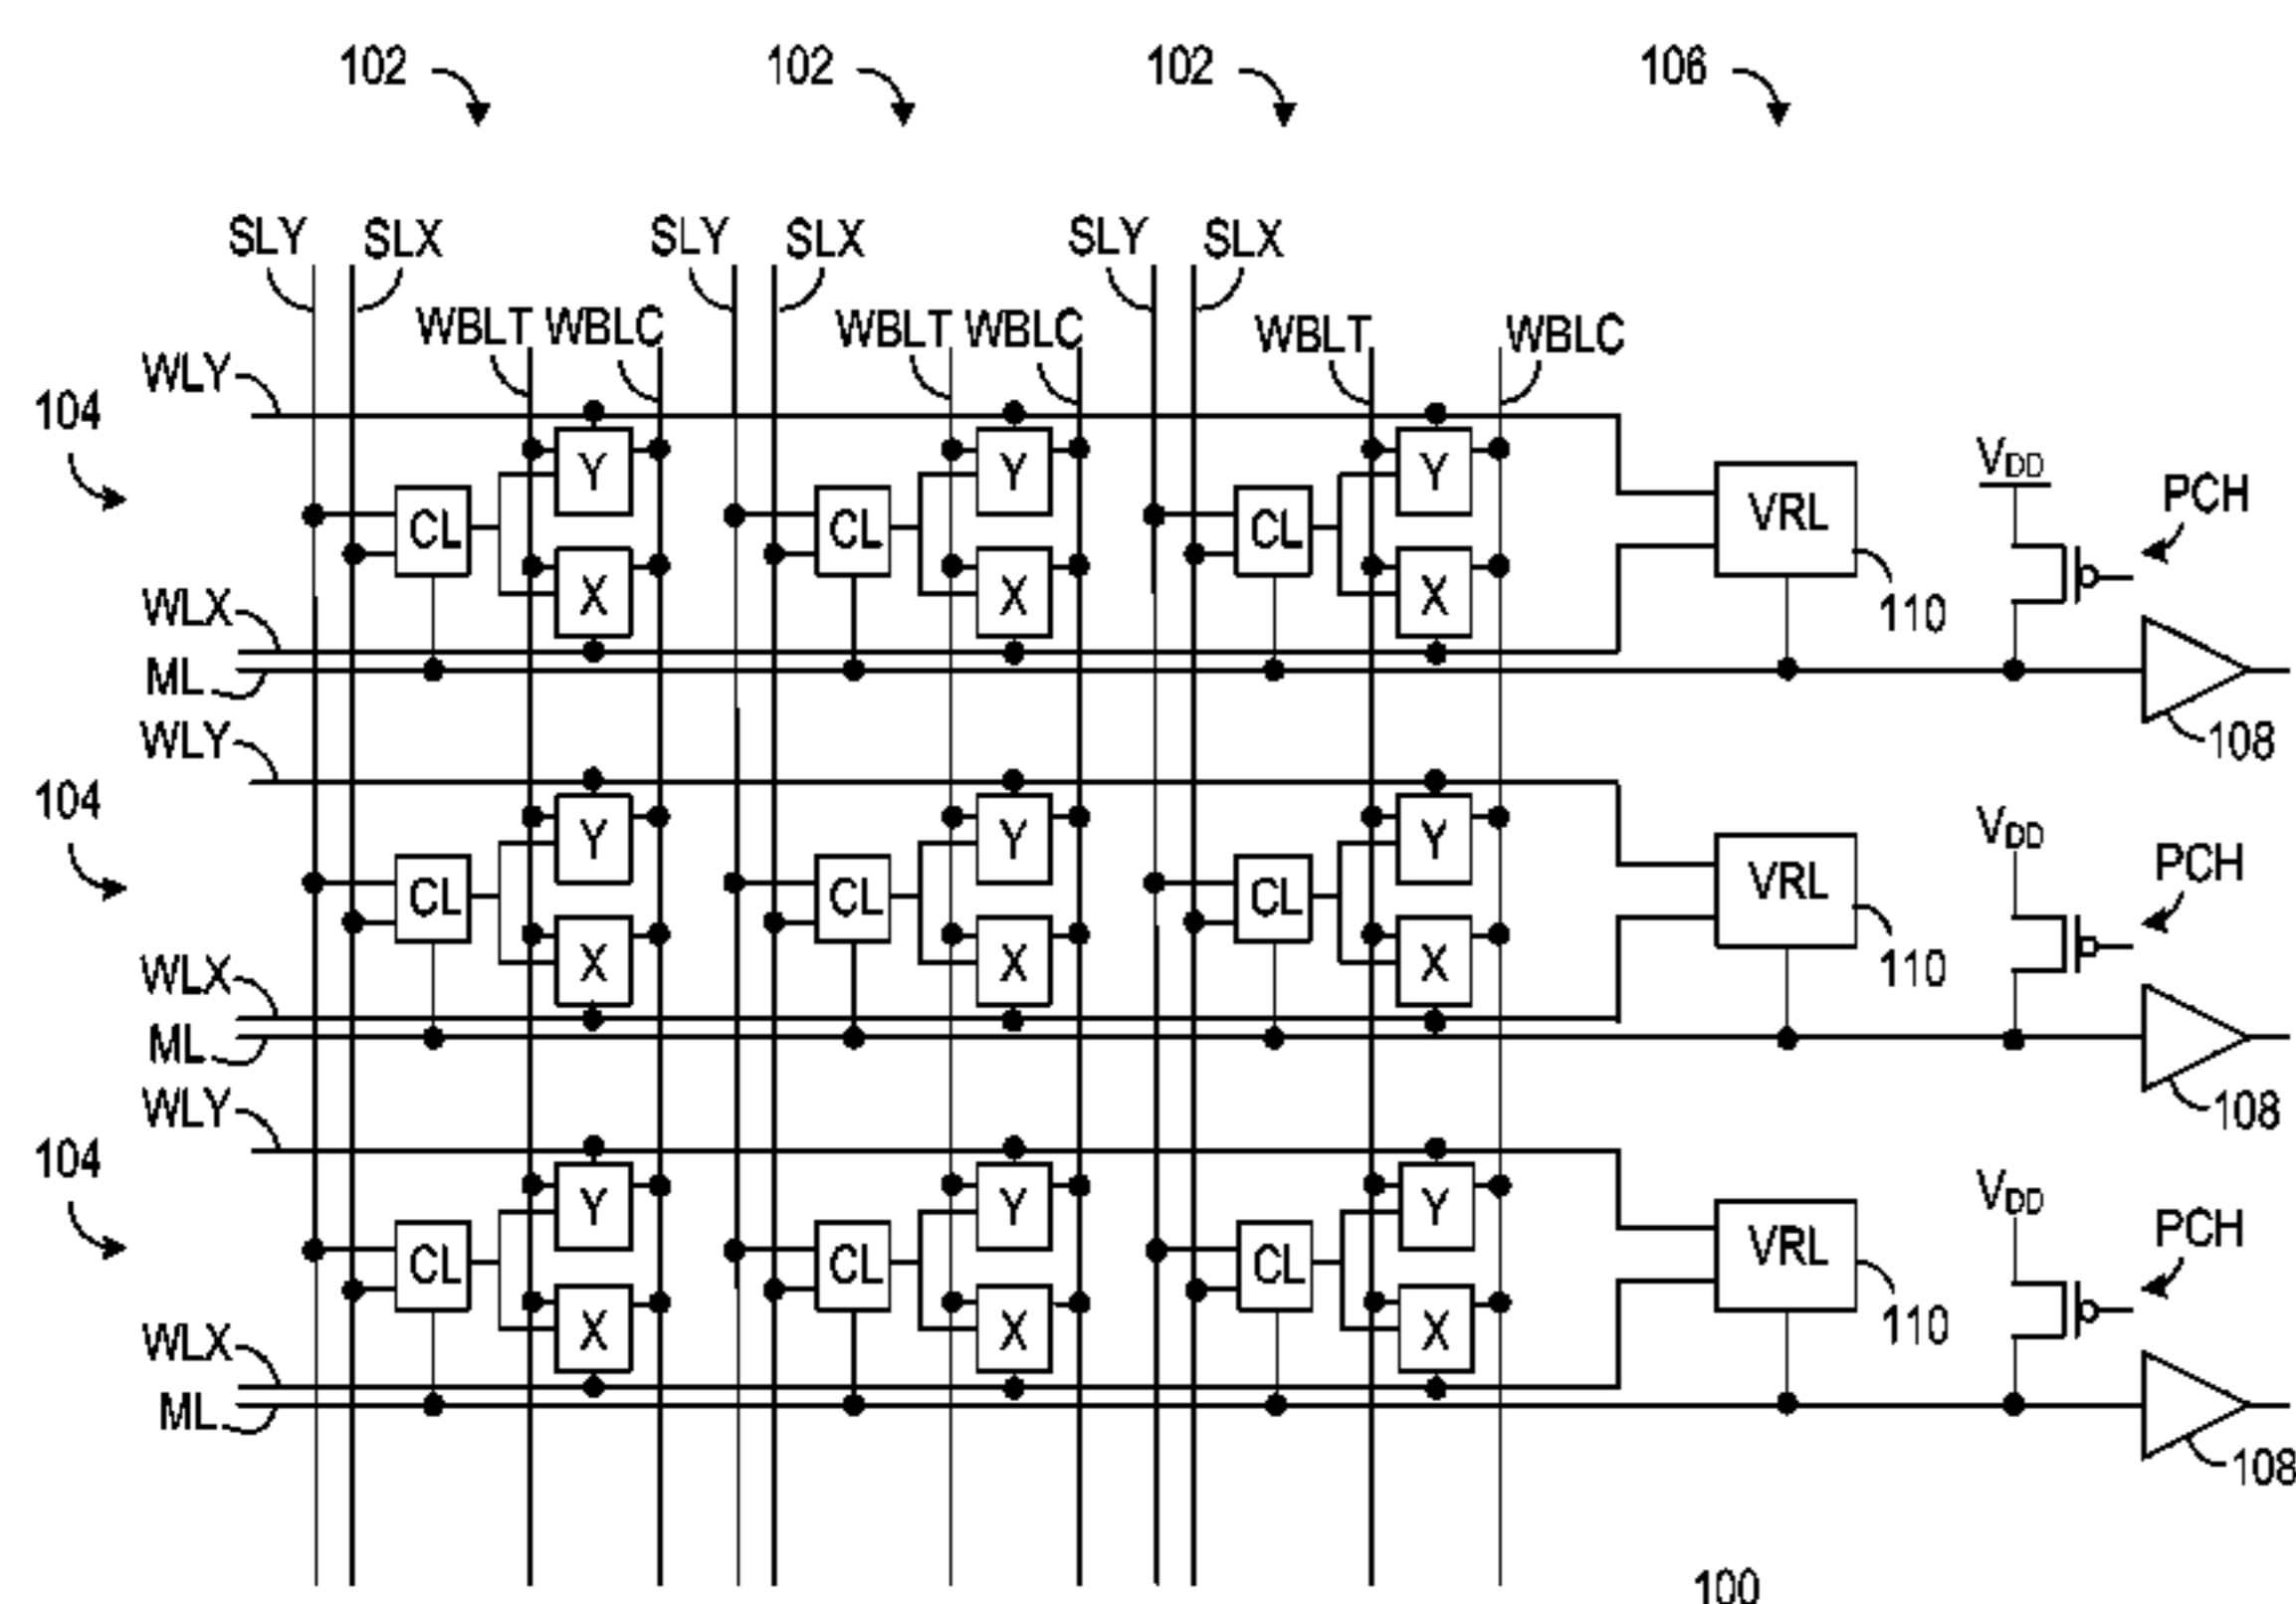 102 102 102 106
SLY SLX SLY SLX SLY SLX
WBLT WBLC WBLT WBLC WBLT WBLC
WLY
104
Y Y Y VDD
CL CL CL VRL PCH
X X X
WLX 110
ML
WLY 108
104
Y Y Y VDD
CL CL CL VRL PCH
X X X
WLX 110
ML
WLY 108
104
Y Y Y VDD
CL CL CL VRL PCH
X X X
WLX 110
ML
108
100